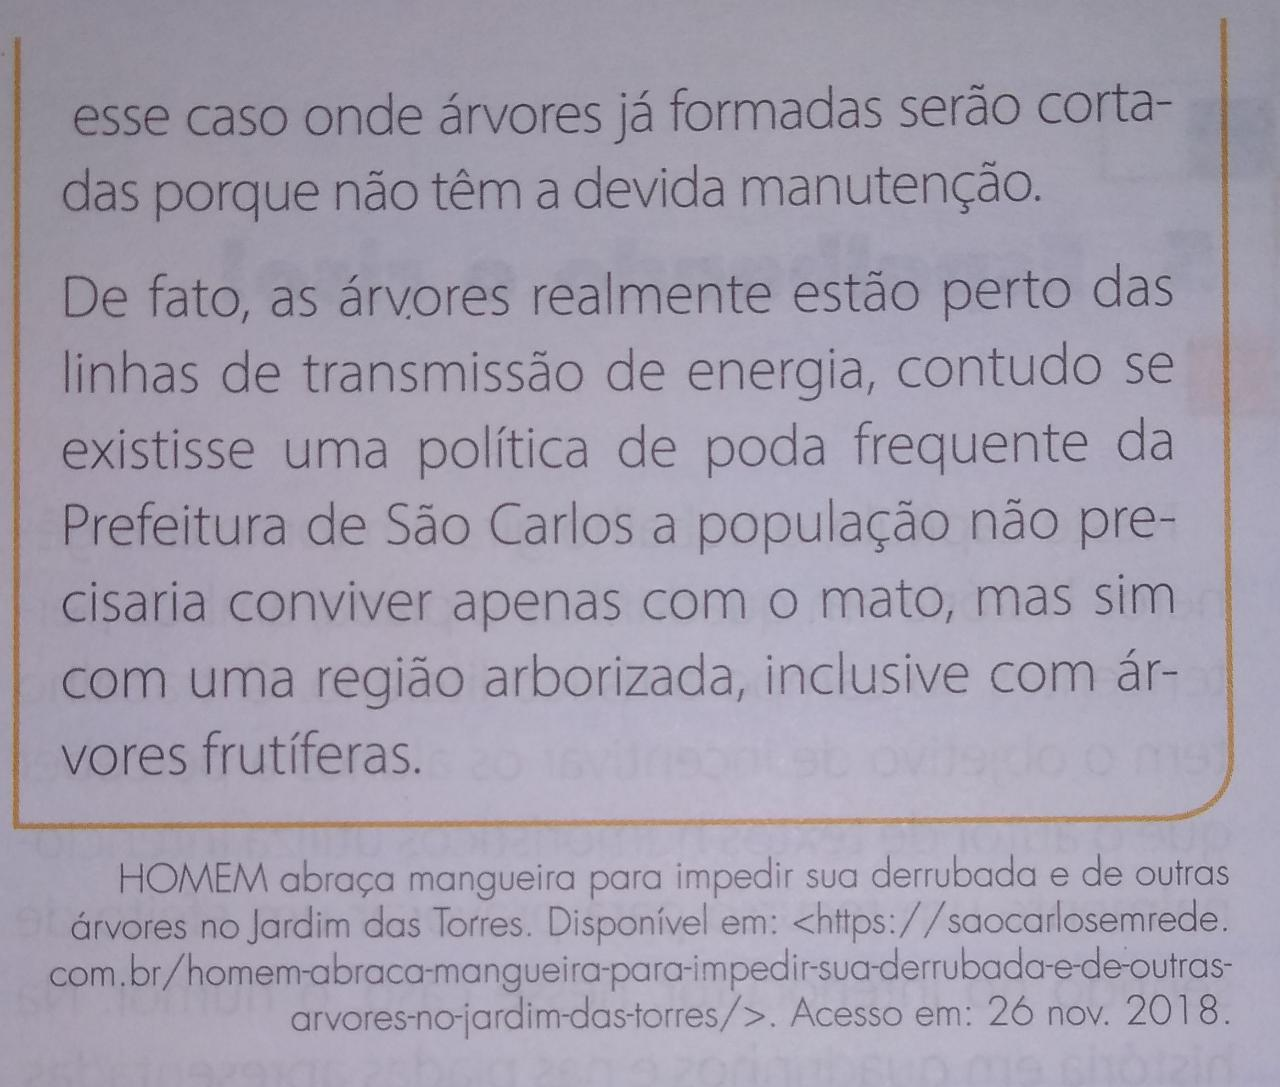 esse caso onde árvores já formadas serão corta-
das porque não têm a devida manutenção.
De fato, as árvores realmente estão perto das
linhas de transmissão de energia, contudo se
existisse uma política de poda frequente da
Prefeitura de São Carlos a população não pre-
cisaria conviver apenas com o mato, mas sim
com uma região arborizada, inclusive com ár-
vores frutíferas.
HOMEM abraça mangueira para impedir sua derrubada e de outras
árvores no Jardim das Torres. Disponível em: <https://saocarlosemrede.
com.br/homem-abraca-mangueira-para-impedir-sua-derrubada-e-de-outras-
arvores-no-jardim-das-torres/>. Acesso em: 26 nov. 2018.